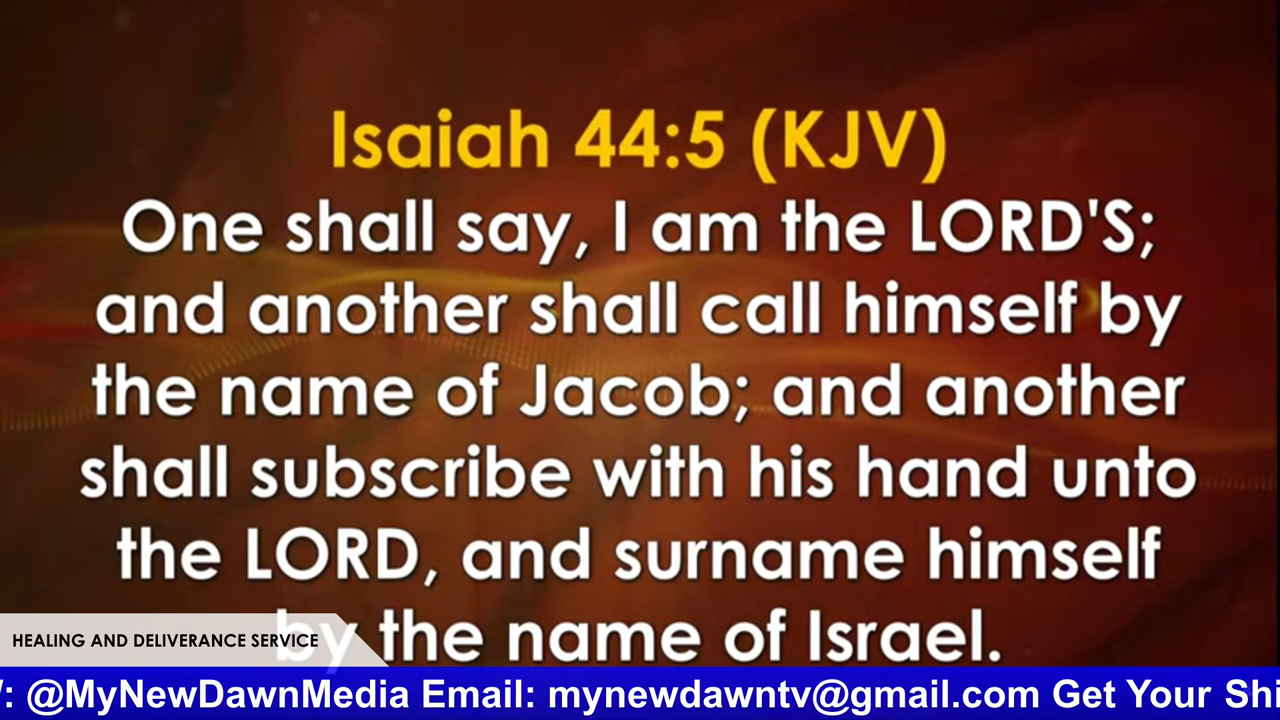 Isaiah 44:5 (KJV)
One shall say, I am the LORD'S;
and another shall call himself by
the name of Jacob; and another
shall subscribe with his hand unto
the LORD, and surname himself
by the name of Israel.
HEALING AND DELIVERANCE SERVICE
: @MyNewDawnMedia Email: mynewdawntv@gmail.com Get Your